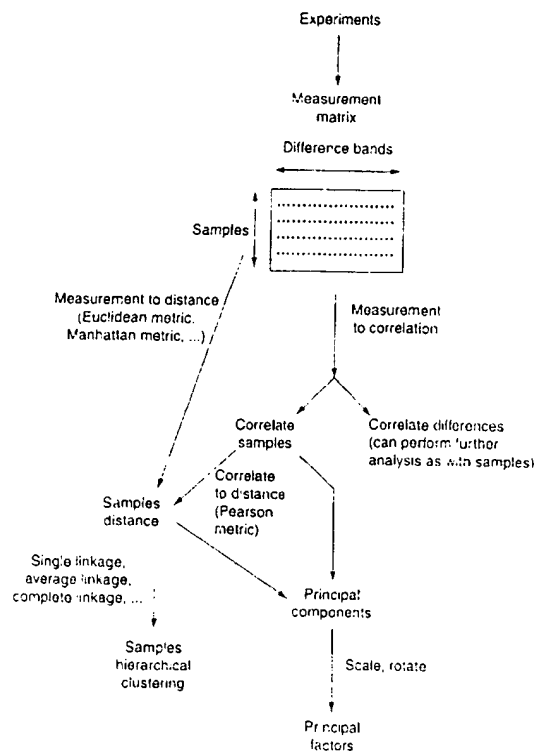 Experiments
Measurement
matrix
Difference bands
Samples
Measurement to distance
(Euclidean metric,
Manhattan metric, ...)
Measurement
to correlation
Correlate
samples
Correlate differences
(can perform further
analysis as with samples)
Correlate
to distance
(Pearson
metric)
Samples
distance
Single linkage,
average linkage,
complete linkage, ...
Principal
components
Samples
hierarchical
clustering
Scale, rotate
Principal
factors